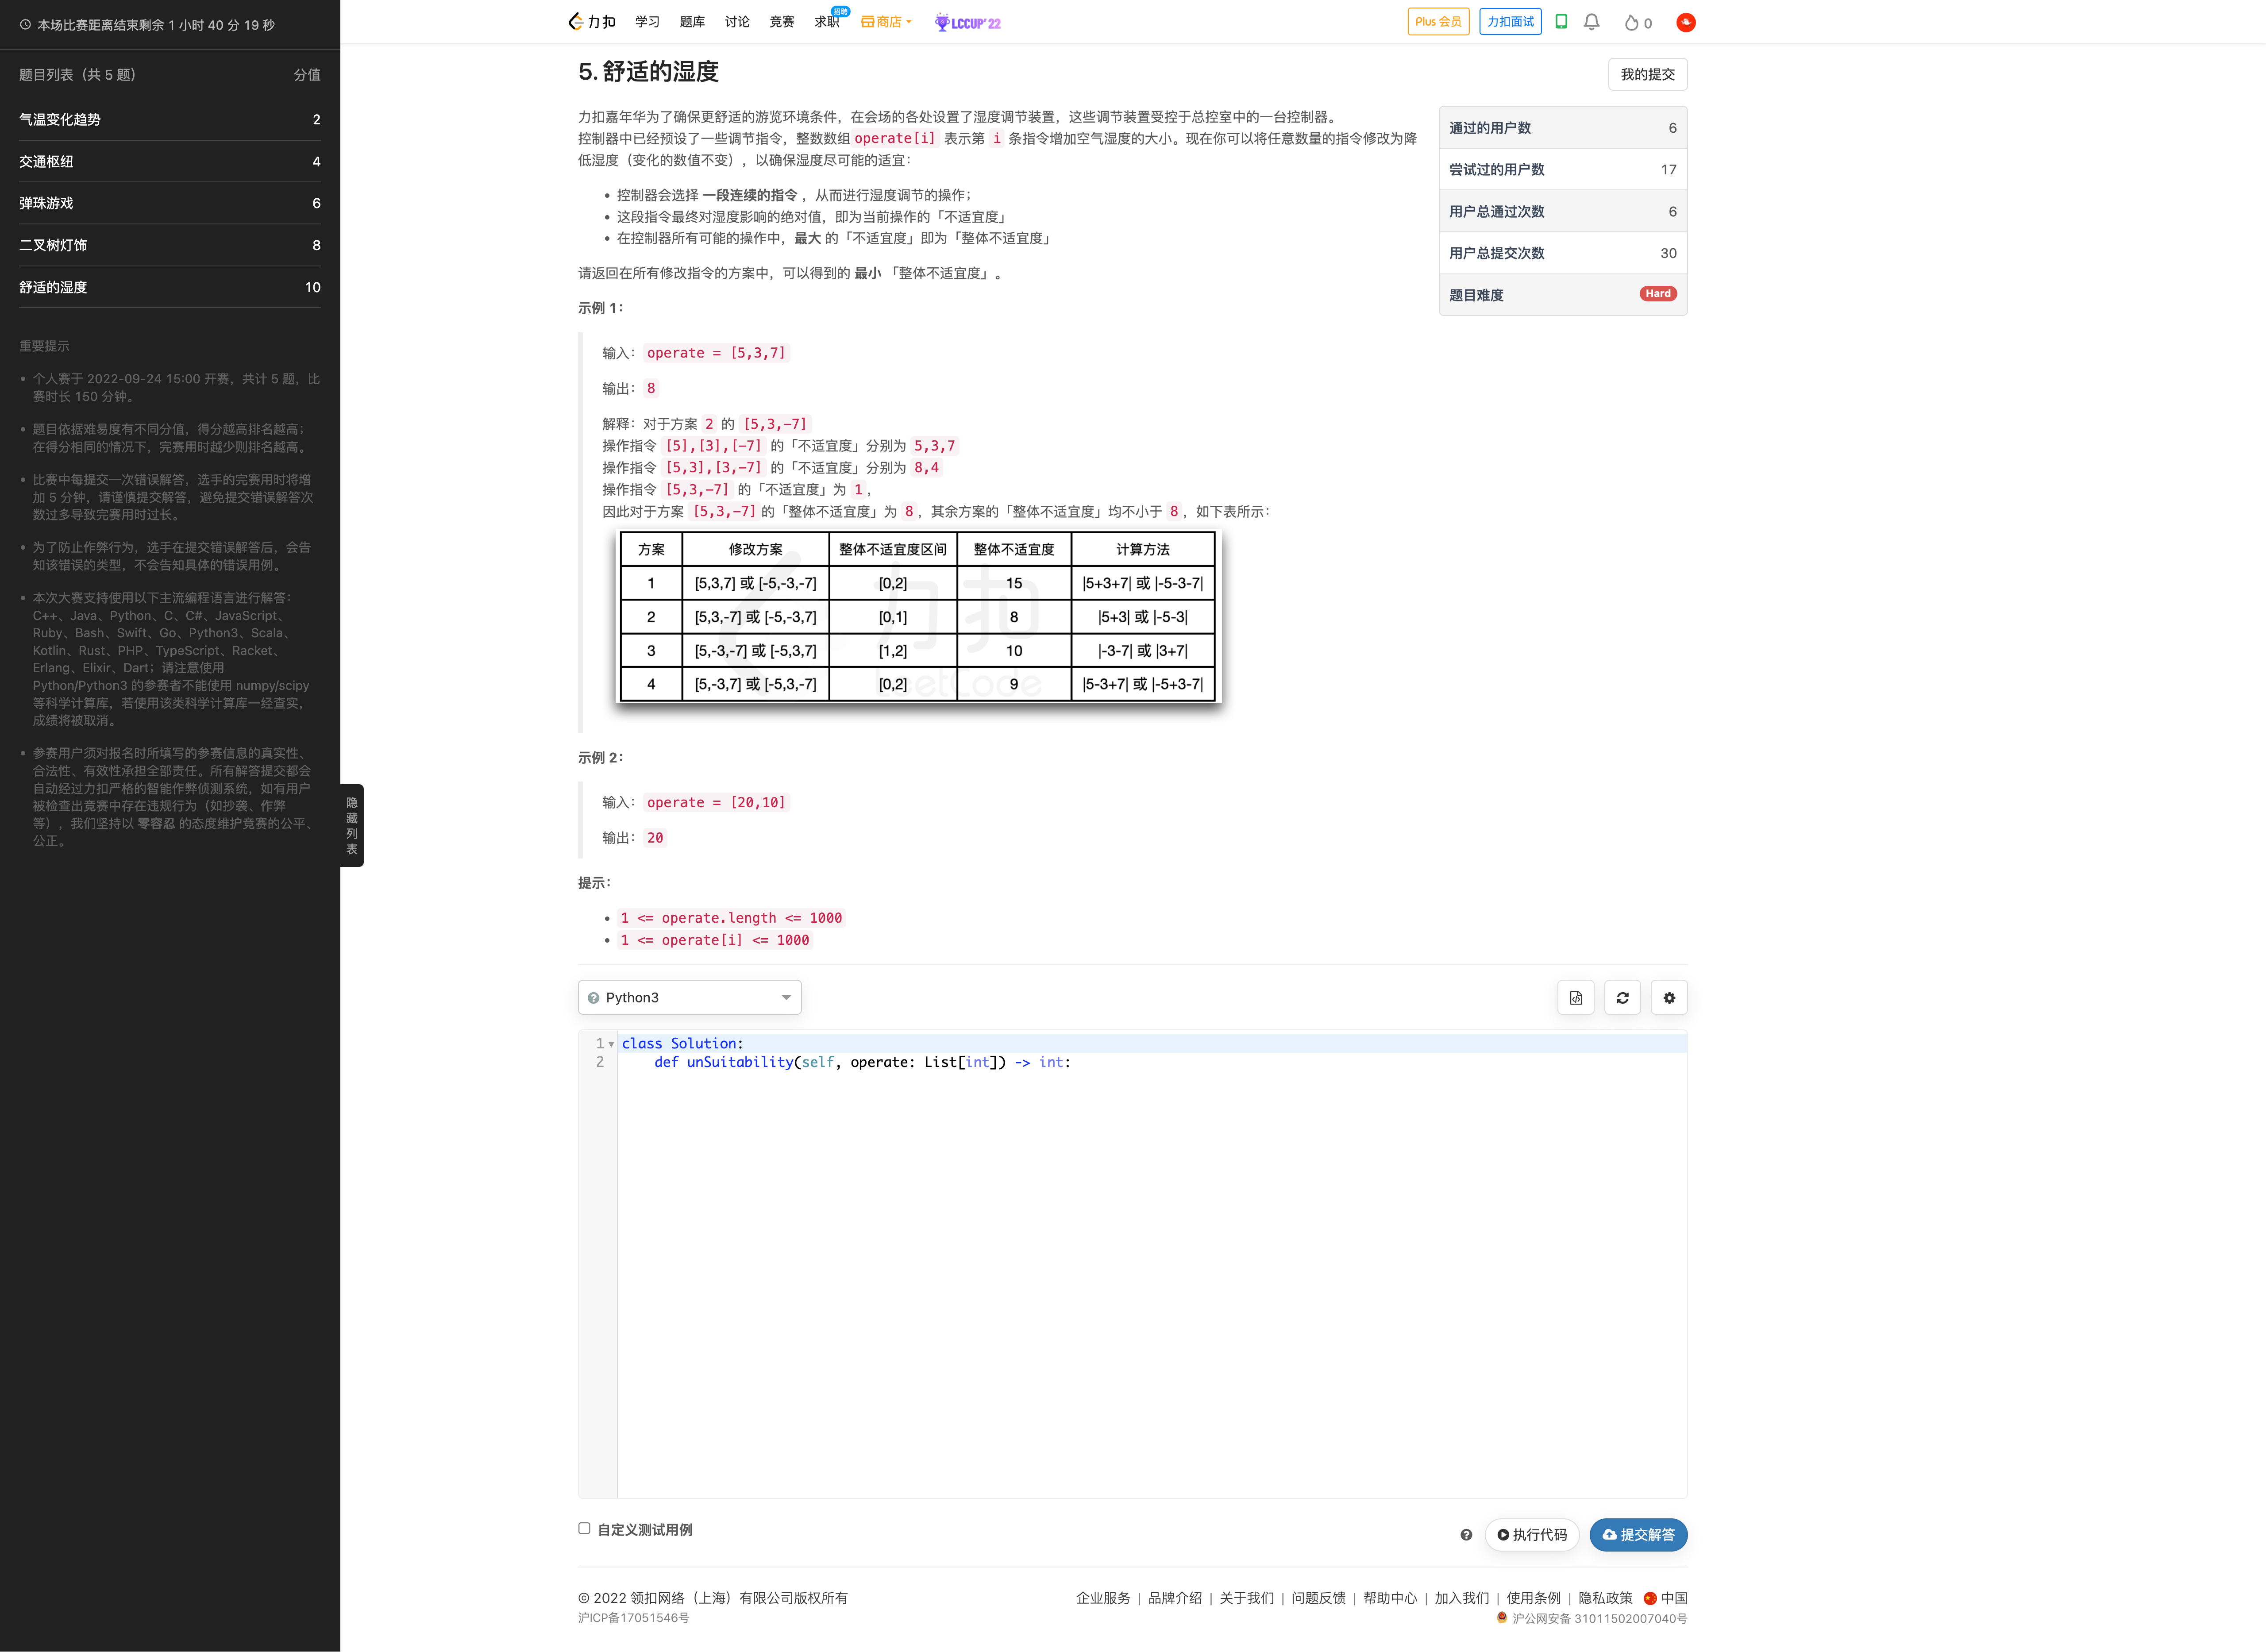 本场比赛距离结束剩余 1 小时 40 分 19 秒
题目列表（共 5 题） 分值
气温变化趋势 2
交通枢纽 4
弹珠游戏 6
二叉树灯饰 8
舒适的湿度 10
重要提示
个人赛于 2022-09-24 15:00 开赛，共计 5 题，比
赛时长 150 分钟。
题目依据难易度有不同分值，得分越高排名越高；
在得分相同的情况下，完赛用时越少则排名越高。
比赛中每提交一次错误解答，选手的完赛用时将增
加 5 分钟，请谨慎提交解答，避免提交错误解答次
数过多导致完赛用时过长。
为了防止作弊行为，选手在提交错误解答后，会告
知该错误的类型，不会告知具体的错误用例。
本次大赛支持使用以下主流编程语言进行解答：
C++、Java、Python、C、C#、JavaScript、
Ruby、Bash、Swift、Go、Python3、Scala、
Kotlin、Rust、PHP、TypeScript、Racket、
Erlang、Elixir、Dart；请注意使用
Python/Python3 的参赛者不能使用 numpy/scipy
等科学计算库，若使用该类科学计算库一经查实，
成绩将被取消。
参赛用户须对报名时所填写的参赛信息的真实性、
合法性、有效性承担全部责任。所有解答提交都会
自动经过力扣严格的智能作弊侦测系统，如有用户
被检查出竞赛中存在违规行为（如抄袭、作弊
等），我们坚持以 零容忍 的态度维护竞赛的公平、
公正。
隐藏列表
力扣 学习 题库 讨论 竞赛 求职 招聘 商店 LCCUP'22 Plus 会员 力扣面试 0
5. 舒适的湿度
我的提交
力扣嘉年华为了确保更舒适的游览环境条件，在会场的各处设置了湿度调节装置，这些调节装置受控于总控室中的一台控制器。
控制器中已经预设了一些调节指令，整数数组 operate[i] 表示第 i 条指令增加空气湿度的大小。现在你可以将任意数量的指令修改为降
低湿度（变化的数值不变），以确保湿度尽可能的适宜：
控制器会选择 一段连续的指令 ，从而进行湿度调节的操作；
这段指令最终对湿度影响的绝对值，即为当前操作的「不适宜度」
在控制器所有可能的操作中，最大 的「不适宜度」即为「整体不适宜度」
请返回在所有修改指令的方案中，可以得到的 最小 「整体不适宜度」。
通过的用户数 6
尝试过的用户数 17
用户总通过次数 6
用户总提交次数 30
题目难度 Hard
示例 1：
输入： operate = [5,3,7]
输出： 8
解释：对于方案 2 的 [5,3,-7]
操作指令 [5],[3],[-7] 的「不适宜度」分别为 5,3,7
操作指令 [5,3],[3,-7] 的「不适宜度」分别为 8,4
操作指令 [5,3,-7] 的「不适宜度」为 1，
因此对于方案 [5,3,-7] 的「整体不适宜度」为 8，其余方案的「整体不适宜度」均不小于 8，如下表所示：
方案 修改方案 整体不适宜度区间 整体不适宜度 计算方法
1 [5,3,7] 或 [-5,-3,-7] [0,2] 15 |5+3+7| 或 |-5-3-7|
2 [5,3,-7] 或 [-5,-3,7] [0,1] 8 |5+3| 或 |-5-3|
3 [5,-3,-7] 或 [-5,3,7] [1,2] 10 |-3-7| 或 |3+7|
4 [5,-3,7] 或 [-5,3,-7] [0,2] 9 |5-3+7| 或 |-5+3-7|
示例 2：
输入： operate = [20,10]
输出： 20
提示：
1 <= operate.length <= 1000
1 <= operate[i] <= 1000
Python3
1 class Solution:
2 def unSuitability(self, operate: List[int]) -> int:
自定义测试用例
执行代码 提交解答
© 2022 领扣网络（上海）有限公司版权所有
沪ICP备17051546号
企业服务 | 品牌介绍 | 关于我们 | 问题反馈 | 帮助中心 | 加入我们 | 使用条例 | 隐私政策 中国
沪公网安备 31011502007040号